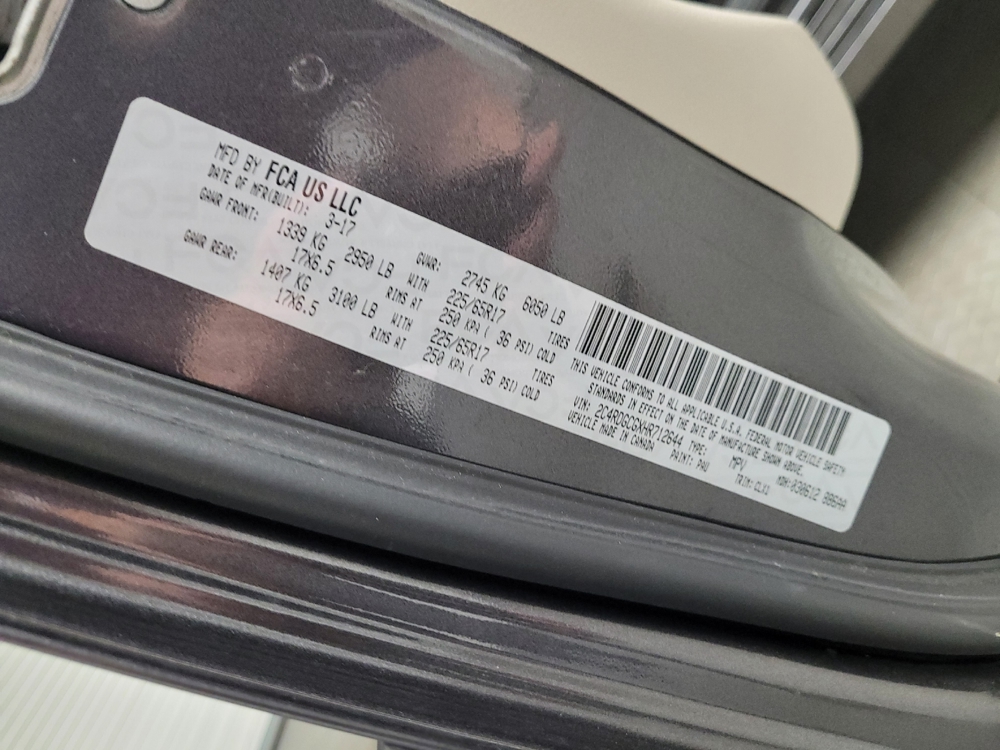 MFD BY FCA US LLC
DATE OF MFR(BUILT): 3-17
GVWR: 2745 KG 6050 LB
GAWR FRONT: 1339 KG 2950 LB WITH 225/65R17 TIRES
17X6.5 RIMS AT 250 KPA ( 36 PSI) COLD
GAWR REAR: 1407 KG 3100 LB WITH 225/65R17 TIRES
17X6.5 RIMS AT 250 KPA ( 36 PSI) COLD
THIS VEHICLE CONFORMS TO ALL APPLICABLE U.S.A. FEDERAL MOTOR VEHICLE SAFETY
STANDARDS IN EFFECT ON THE DATE OF MANUFACTURE SHOWN ABOVE.
VIN: 2C4RDGCGXHR712644 TYPE: MPV MDH:030612
VEHICLE MADE IN CANADA PAINT: PAU TRIM: